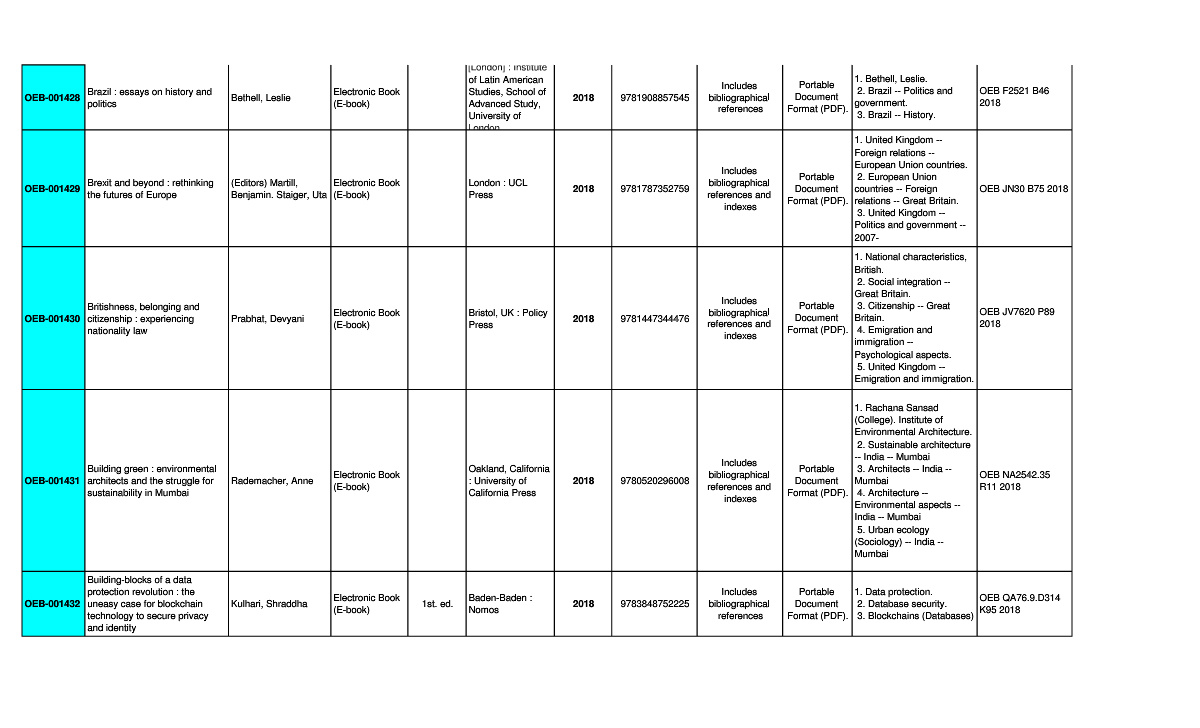 OEB-001428
Brazil : essays on history and
politics
Bethell, Leslie
Electronic Book
(E-book)
[London] : Institute
of Latin American
Studies, School of
Advanced Study,
University of
London
2018
9781908857545
Includes
bibliographical
references
Portable
Document
Format (PDF).
1. Bethell, Leslie.
2. Brazil -- Politics and
government.
3. Brazil -- History.
OEB F2521 B46
2018
OEB-001429
Brexit and beyond : rethinking
the futures of Europe
(Editors) Martill,
Benjamin. Staiger, Uta
Electronic Book
(E-book)
London : UCL
Press
2018
9781787352759
Includes
bibliographical
references and
indexes
Portable
Document
Format (PDF).
1. United Kingdom --
Foreign relations --
European Union countries.
2. European Union
countries -- Foreign
relations -- Great Britain.
3. United Kingdom --
Politics and government --
2007-
OEB JN30 B75 2018
OEB-001430
Britishness, belonging and
citizenship : experiencing
nationality law
Prabhat, Devyani
Electronic Book
(E-book)
Bristol, UK : Policy
Press
2018
9781447344476
Includes
bibliographical
references and
indexes
Portable
Document
Format (PDF).
1. National characteristics,
British.
2. Social integration --
Great Britain.
3. Citizenship -- Great
Britain.
4. Emigration and
immigration --
Psychological aspects.
5. United Kingdom --
Emigration and immigration.
OEB JV7620 P89
2018
OEB-001431
Building green : environmental
architects and the struggle for
sustainability in Mumbai
Rademacher, Anne
Electronic Book
(E-book)
Oakland, California
: University of
California Press
2018
9780520296008
Includes
bibliographical
references and
indexes
Portable
Document
Format (PDF).
1. Rachana Sansad
(College). Institute of
Environmental Architecture.
2. Sustainable architecture
-- India -- Mumbai
3. Architects -- India --
Mumbai
4. Architecture --
Environmental aspects --
India -- Mumbai
5. Urban ecology
(Sociology) -- India --
Mumbai
OEB NA2542.35
R11 2018
OEB-001432
Building-blocks of a data
protection revolution : the
uneasy case for blockchain
technology to secure privacy
and identity
Kulhari, Shraddha
Electronic Book
(E-book)
1st. ed.
Baden-Baden :
Nomos
2018
9783848752225
Includes
bibliographical
references
Portable
Document
Format (PDF).
1. Data protection.
2. Database security.
3. Blockchains (Databases)
OEB QA76.9.D314
K95 2018